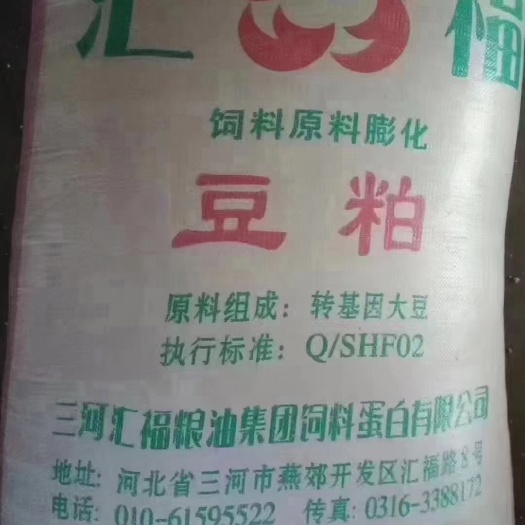 汇 福
饲料原料膨化
豆粕
原料组成：转基因大豆
执行标准：Q/SHF02
三河汇福粮油集团饲料蛋白有限公司
地址：河北省三河市燕郊开发区汇福路8号
电话：010-61595522 传真：0316-3388172